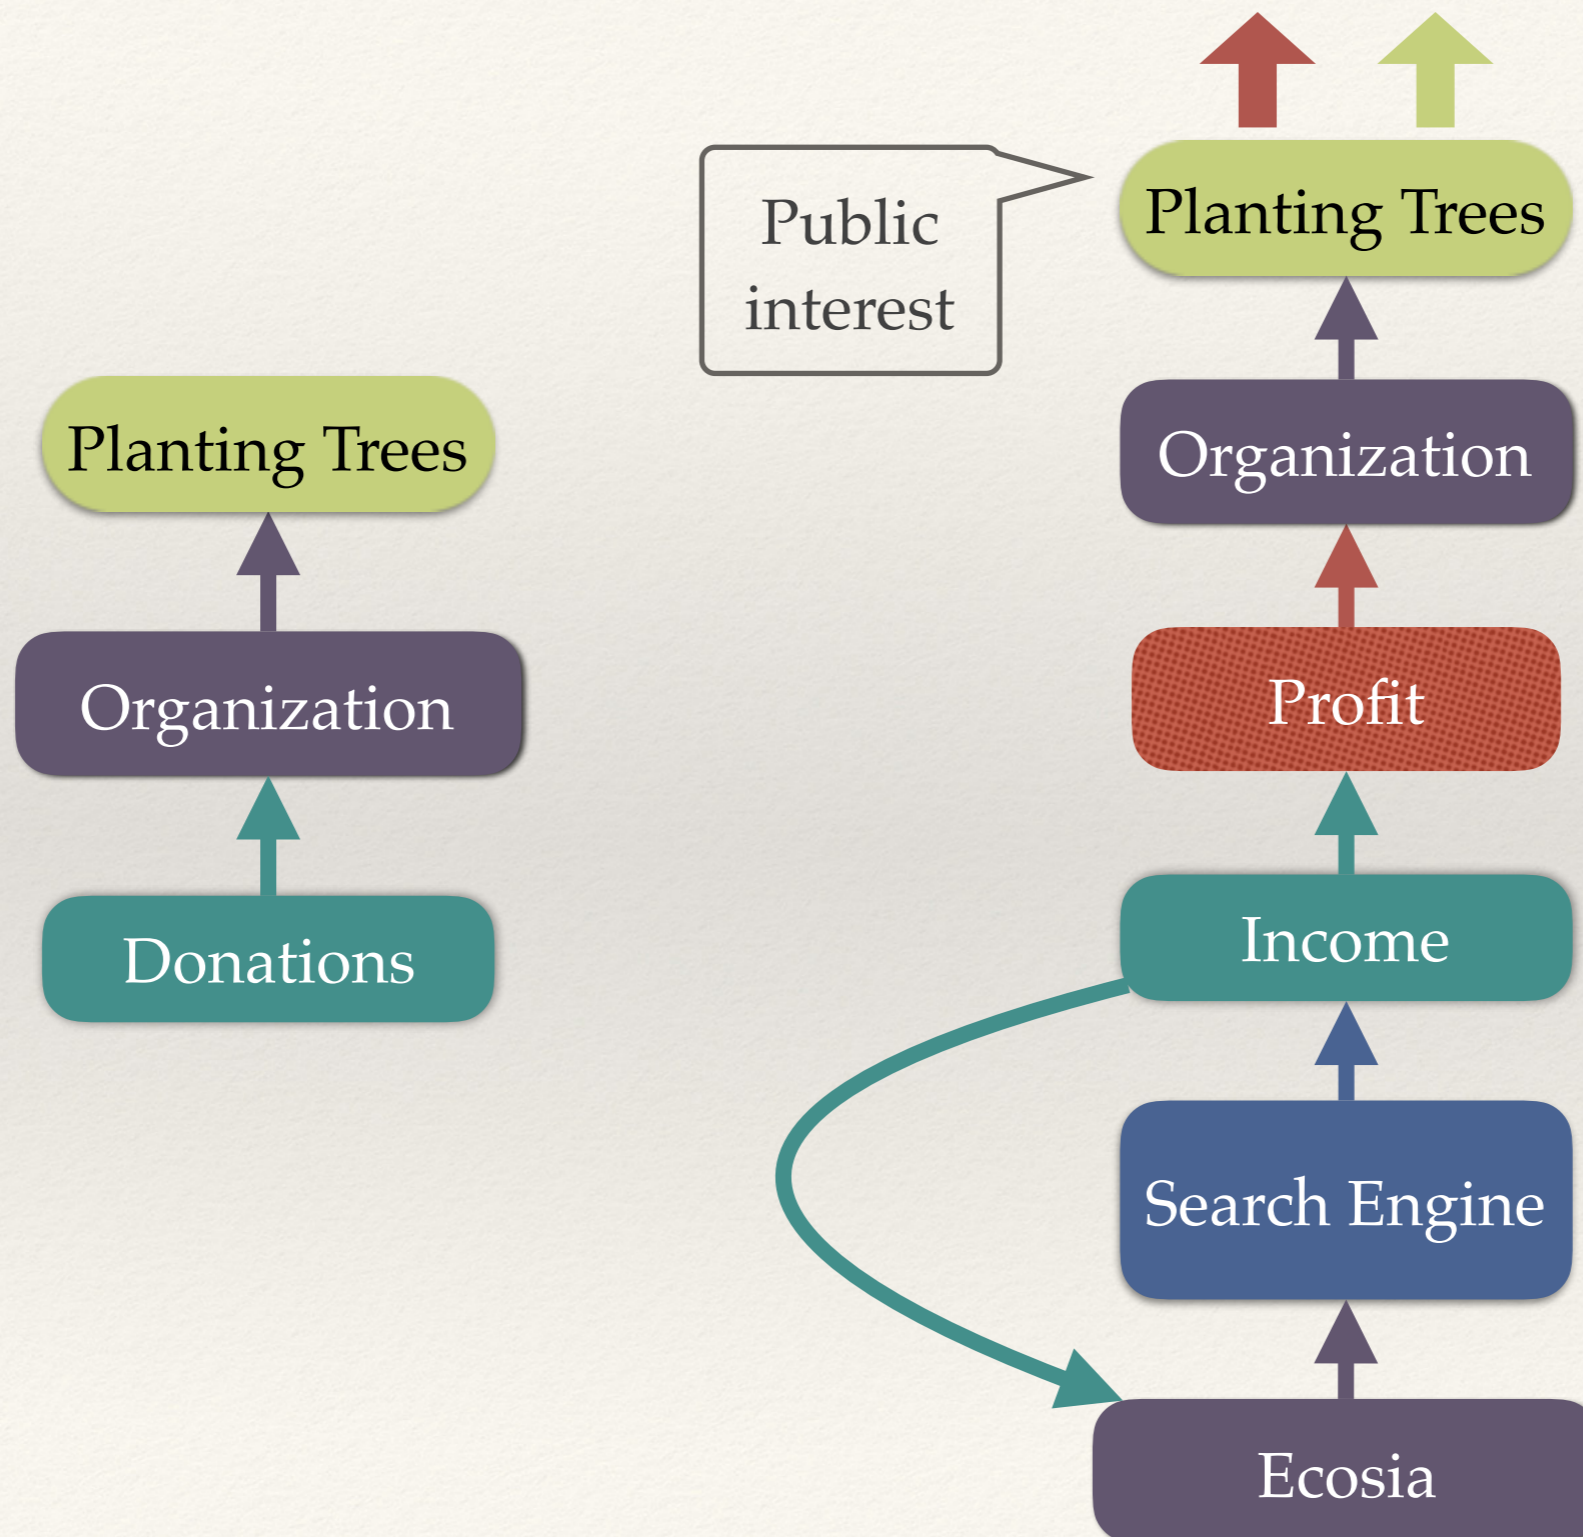 Planting Trees
Organization
Donations
Public
interest
Planting Trees
Organization
Profit
Income
Search Engine
Ecosia